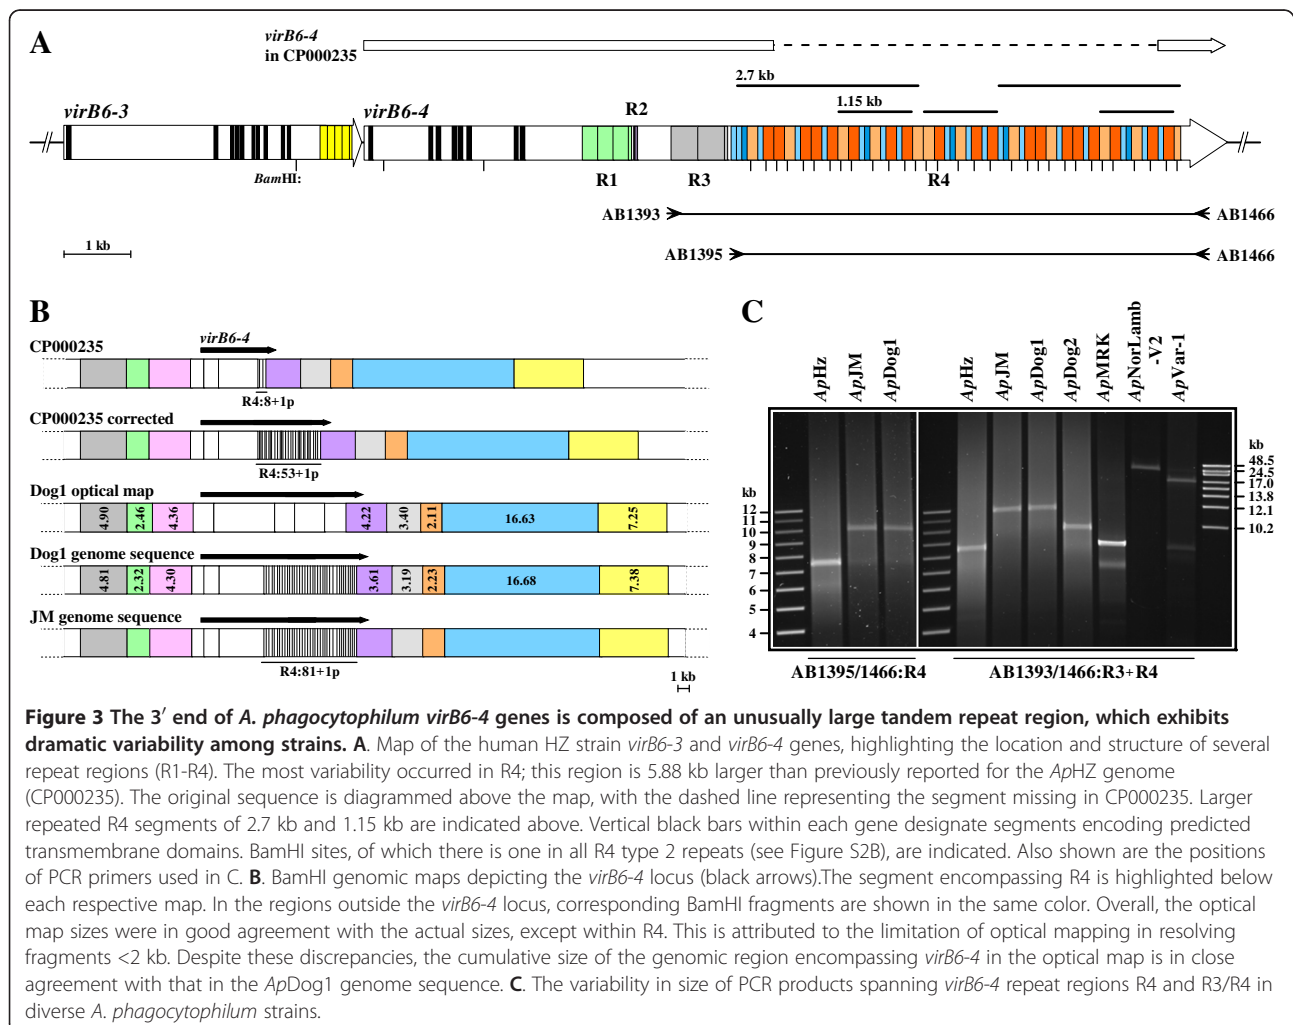 A
virB6-4
in CP000235
2.7 kb
1.15 kb
virB6-3
virB6-4
R2
BamHI:
R1
R3
R4
AB1393
AB1466
1 kb
AB1395
AB1466
B
virB6-4
CP000235
R4:8+1p
CP000235 corrected
R4:53+1p
Dog1 optical map
4.90 2.46 4.36 4.22 3.40 2.11 16.63 7.25
Dog1 genome sequence
4.81 2.32 4.30 3.61 3.19 2.23 16.68 7.38
JM genome sequence
R4:81+1p
1 kb
C
ApHz
ApJM
ApDog1
ApHz
ApJM
ApDog1
ApDog2
ApMRK
ApNorLamb
-V2
ApVar-1
kb
12
11
10
9
8
7
6
5
4
kb
48.5
24.5
17.0
13.8
12.1
10.2
AB1395/1466:R4
AB1393/1466:R3+R4
Figure 3 The 3′ end of A. phagocytophilum virB6-4 genes is composed of an unusually large tandem repeat region, which exhibits
dramatic variability among strains. A. Map of the human HZ strain virB6-3 and virB6-4 genes, highlighting the location and structure of several
repeat regions (R1-R4). The most variability occurred in R4; this region is 5.88 kb larger than previously reported for the ApHZ genome
(CP000235). The original sequence is diagrammed above the map, with the dashed line representing the segment missing in CP000235. Larger
repeated R4 segments of 2.7 kb and 1.15 kb are indicated above. Vertical black bars within each gene designate segments encoding predicted
transmembrane domains. BamHI sites, of which there is one in all R4 type 2 repeats (see Figure S2B), are indicated. Also shown are the positions
of PCR primers used in C. B. BamHI genomic maps depicting the virB6-4 locus (black arrows).The segment encompassing R4 is highlighted below
each respective map. In the regions outside the virB6-4 locus, corresponding BamHI fragments are shown in the same color. Overall, the optical
map sizes were in good agreement with the actual sizes, except within R4. This is attributed to the limitation of optical mapping in resolving
fragments <2 kb. Despite these discrepancies, the cumulative size of the genomic region encompassing virB6-4 in the optical map is in close
agreement with that in the ApDog1 genome sequence. C. The variability in size of PCR products spanning virB6-4 repeat regions R4 and R3/R4 in
diverse A. phagocytophilum strains.